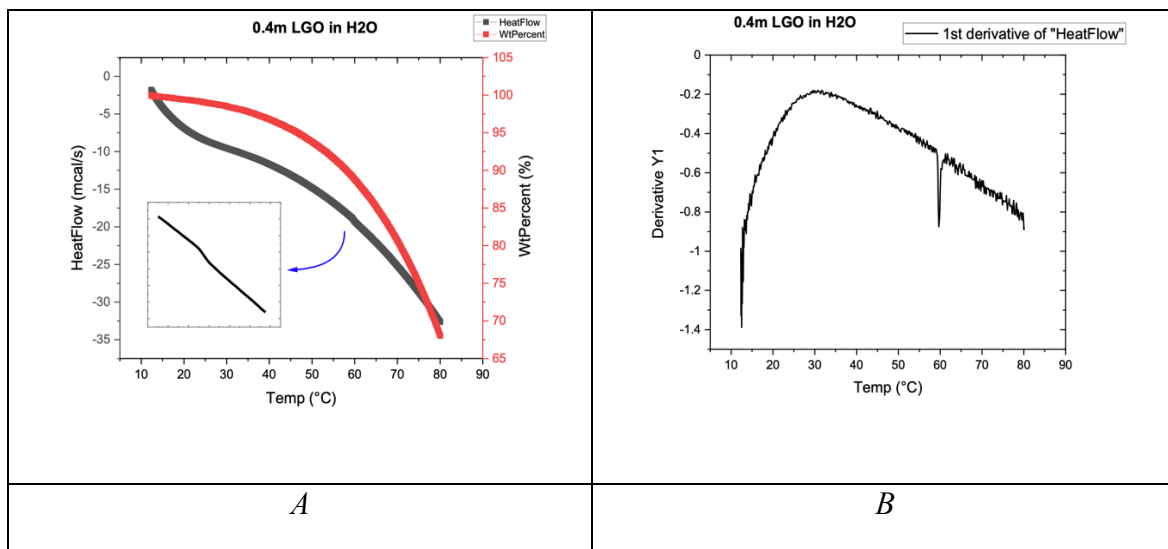 0.4m LGO in H2O
HeatFlow
WtPercent
HeatFlow (mcal/s)
0
-5
-10
-15
-20
-25
-30
-35
WtPercent (%)
105
100
95
90
85
80
75
70
65
10 20 30 40 50 60 70 80 90
Temp (°C)
A
0.4m LGO in H2O
1st derivative of "HeatFlow"
Derivative Y1
0
-0.2
-0.4
-0.6
-0.8
-1
-1.2
-1.4
10 20 30 40 50 60 70 80 90
Temp (°C)
B